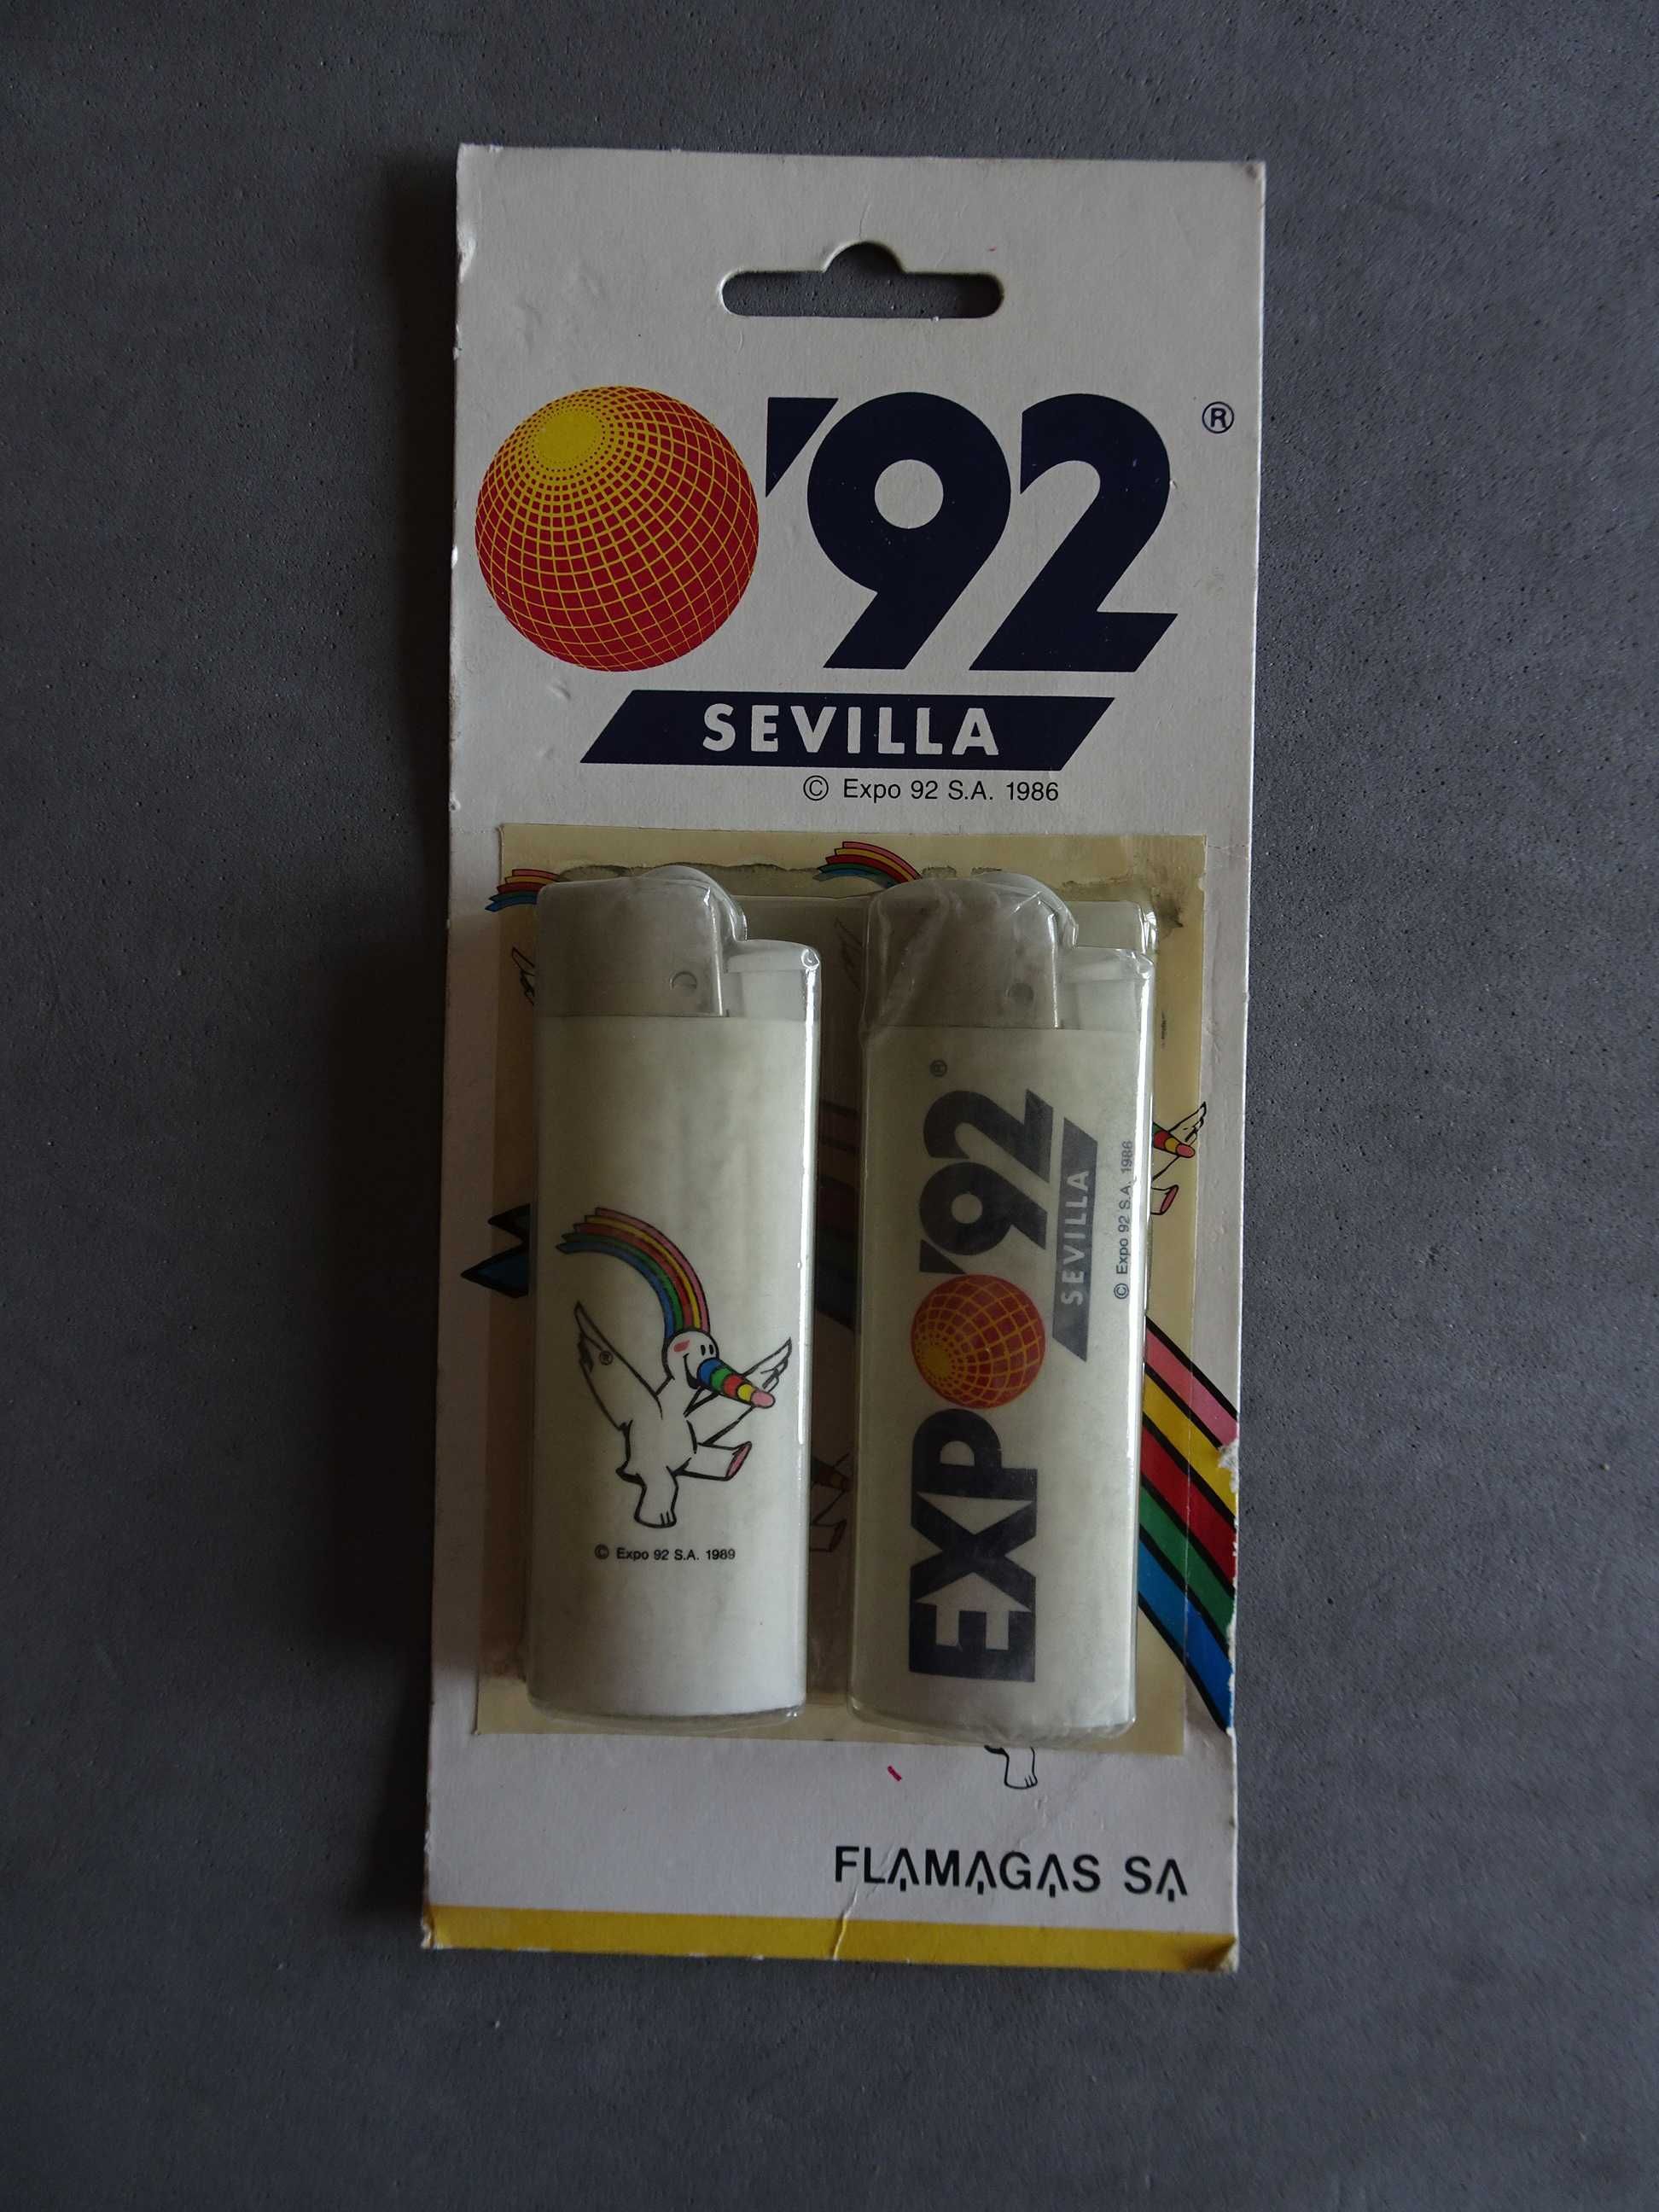 '92 ®
SEVILLA
© Expo 92 S.A. 1986
®
© Expo 92 S.A. 1989
EXPO'92 ®
SEVILLA
© Expo 92 S.A. 1986
FLAMAGAS SA